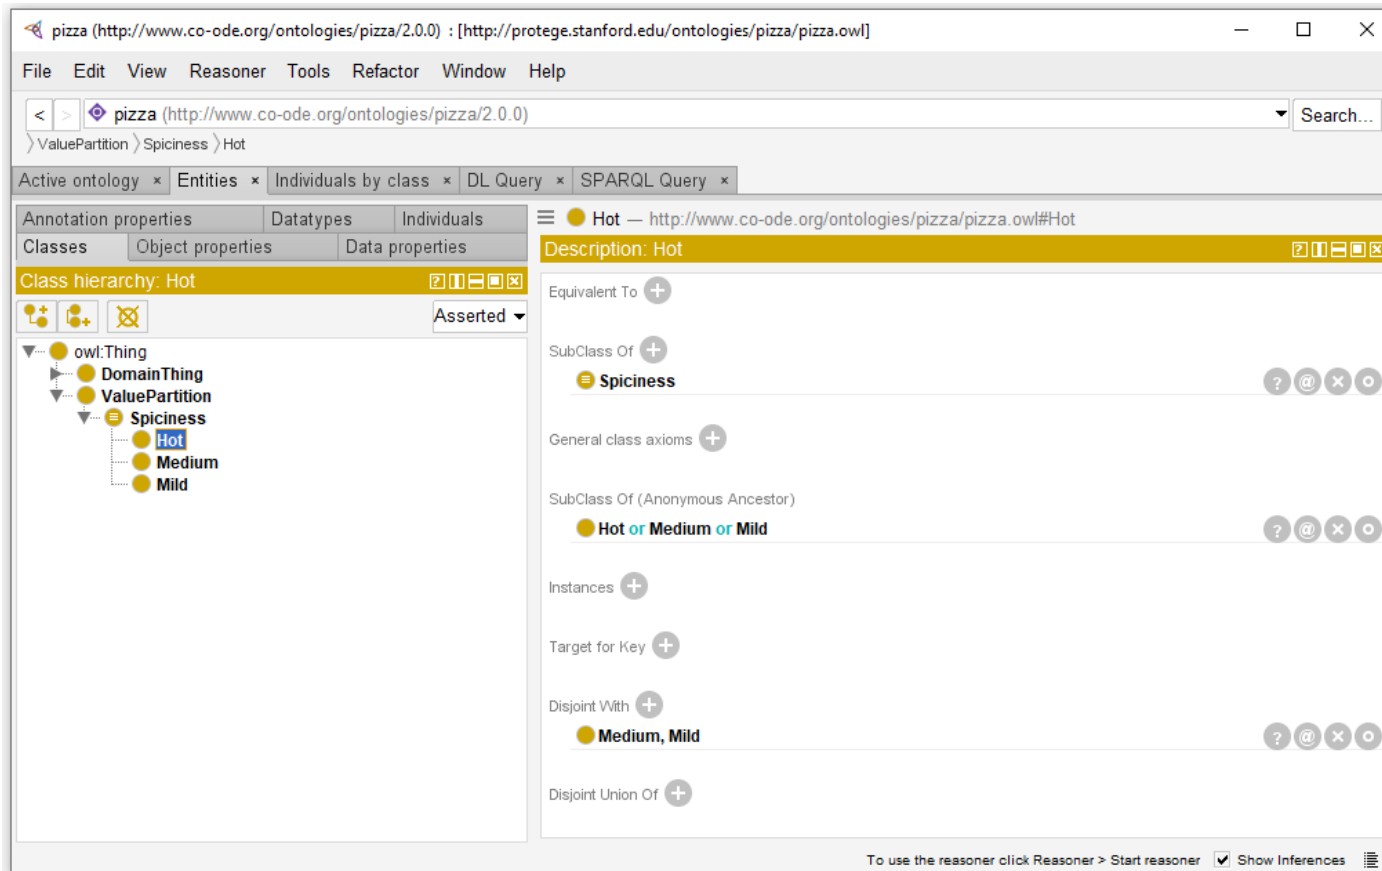 pizza (http://www.co-ode.org/ontologies/pizza/2.0.0) : [http://protege.stanford.edu/ontologies/pizza/pizza.owl]
File Edit View Reasoner Tools Refactor Window Help
< > pizza (http://www.co-ode.org/ontologies/pizza/2.0.0) Search...
ValuePartition Spiciness Hot
Active ontology × Entities × Individuals by class × DL Query × SPARQL Query ×
Annotation properties Datatypes Individuals
Classes Object properties Data properties
Class hierarchy: Hot
Asserted
owl:Thing
DomainThing
ValuePartition
Spiciness
Hot
Medium
Mild
Hot — http://www.co-ode.org/ontologies/pizza/pizza.owl#Hot
Description: Hot
Equivalent To
SubClass Of
Spiciness
General class axioms
SubClass Of (Anonymous Ancestor)
Hot or Medium or Mild
Instances
Target for Key
Disjoint With
Medium, Mild
Disjoint Union Of
To use the reasoner click Reasoner > Start reasoner Show Inferences